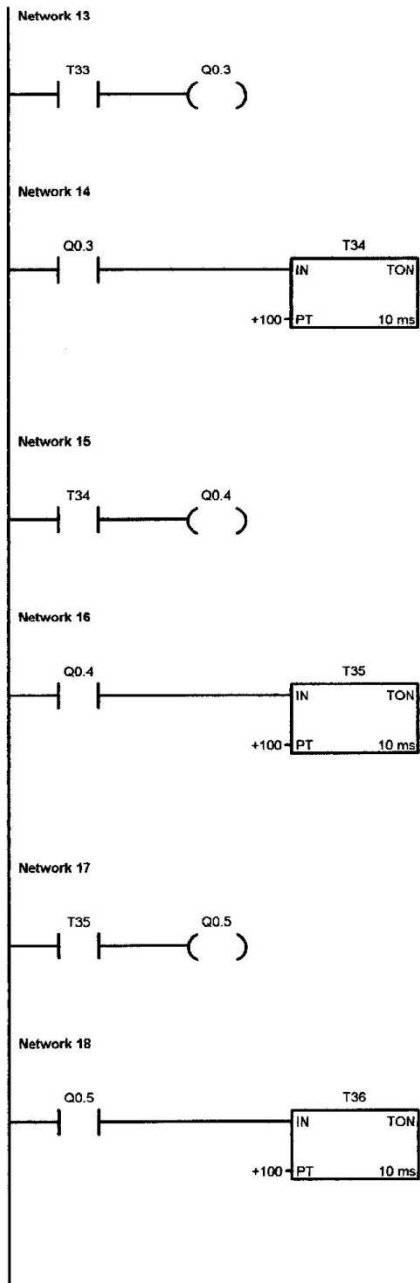 Network 13
T33 Q0.3
Network 14
Q0.3 T34
IN TON
+100 PT 10 ms
Network 15
T34 Q0.4
Network 16
Q0.4 T35
IN TON
+100 PT 10 ms
Network 17
T35 Q0.5
Network 18
Q0.5 T36
IN TON
+100 PT 10 ms